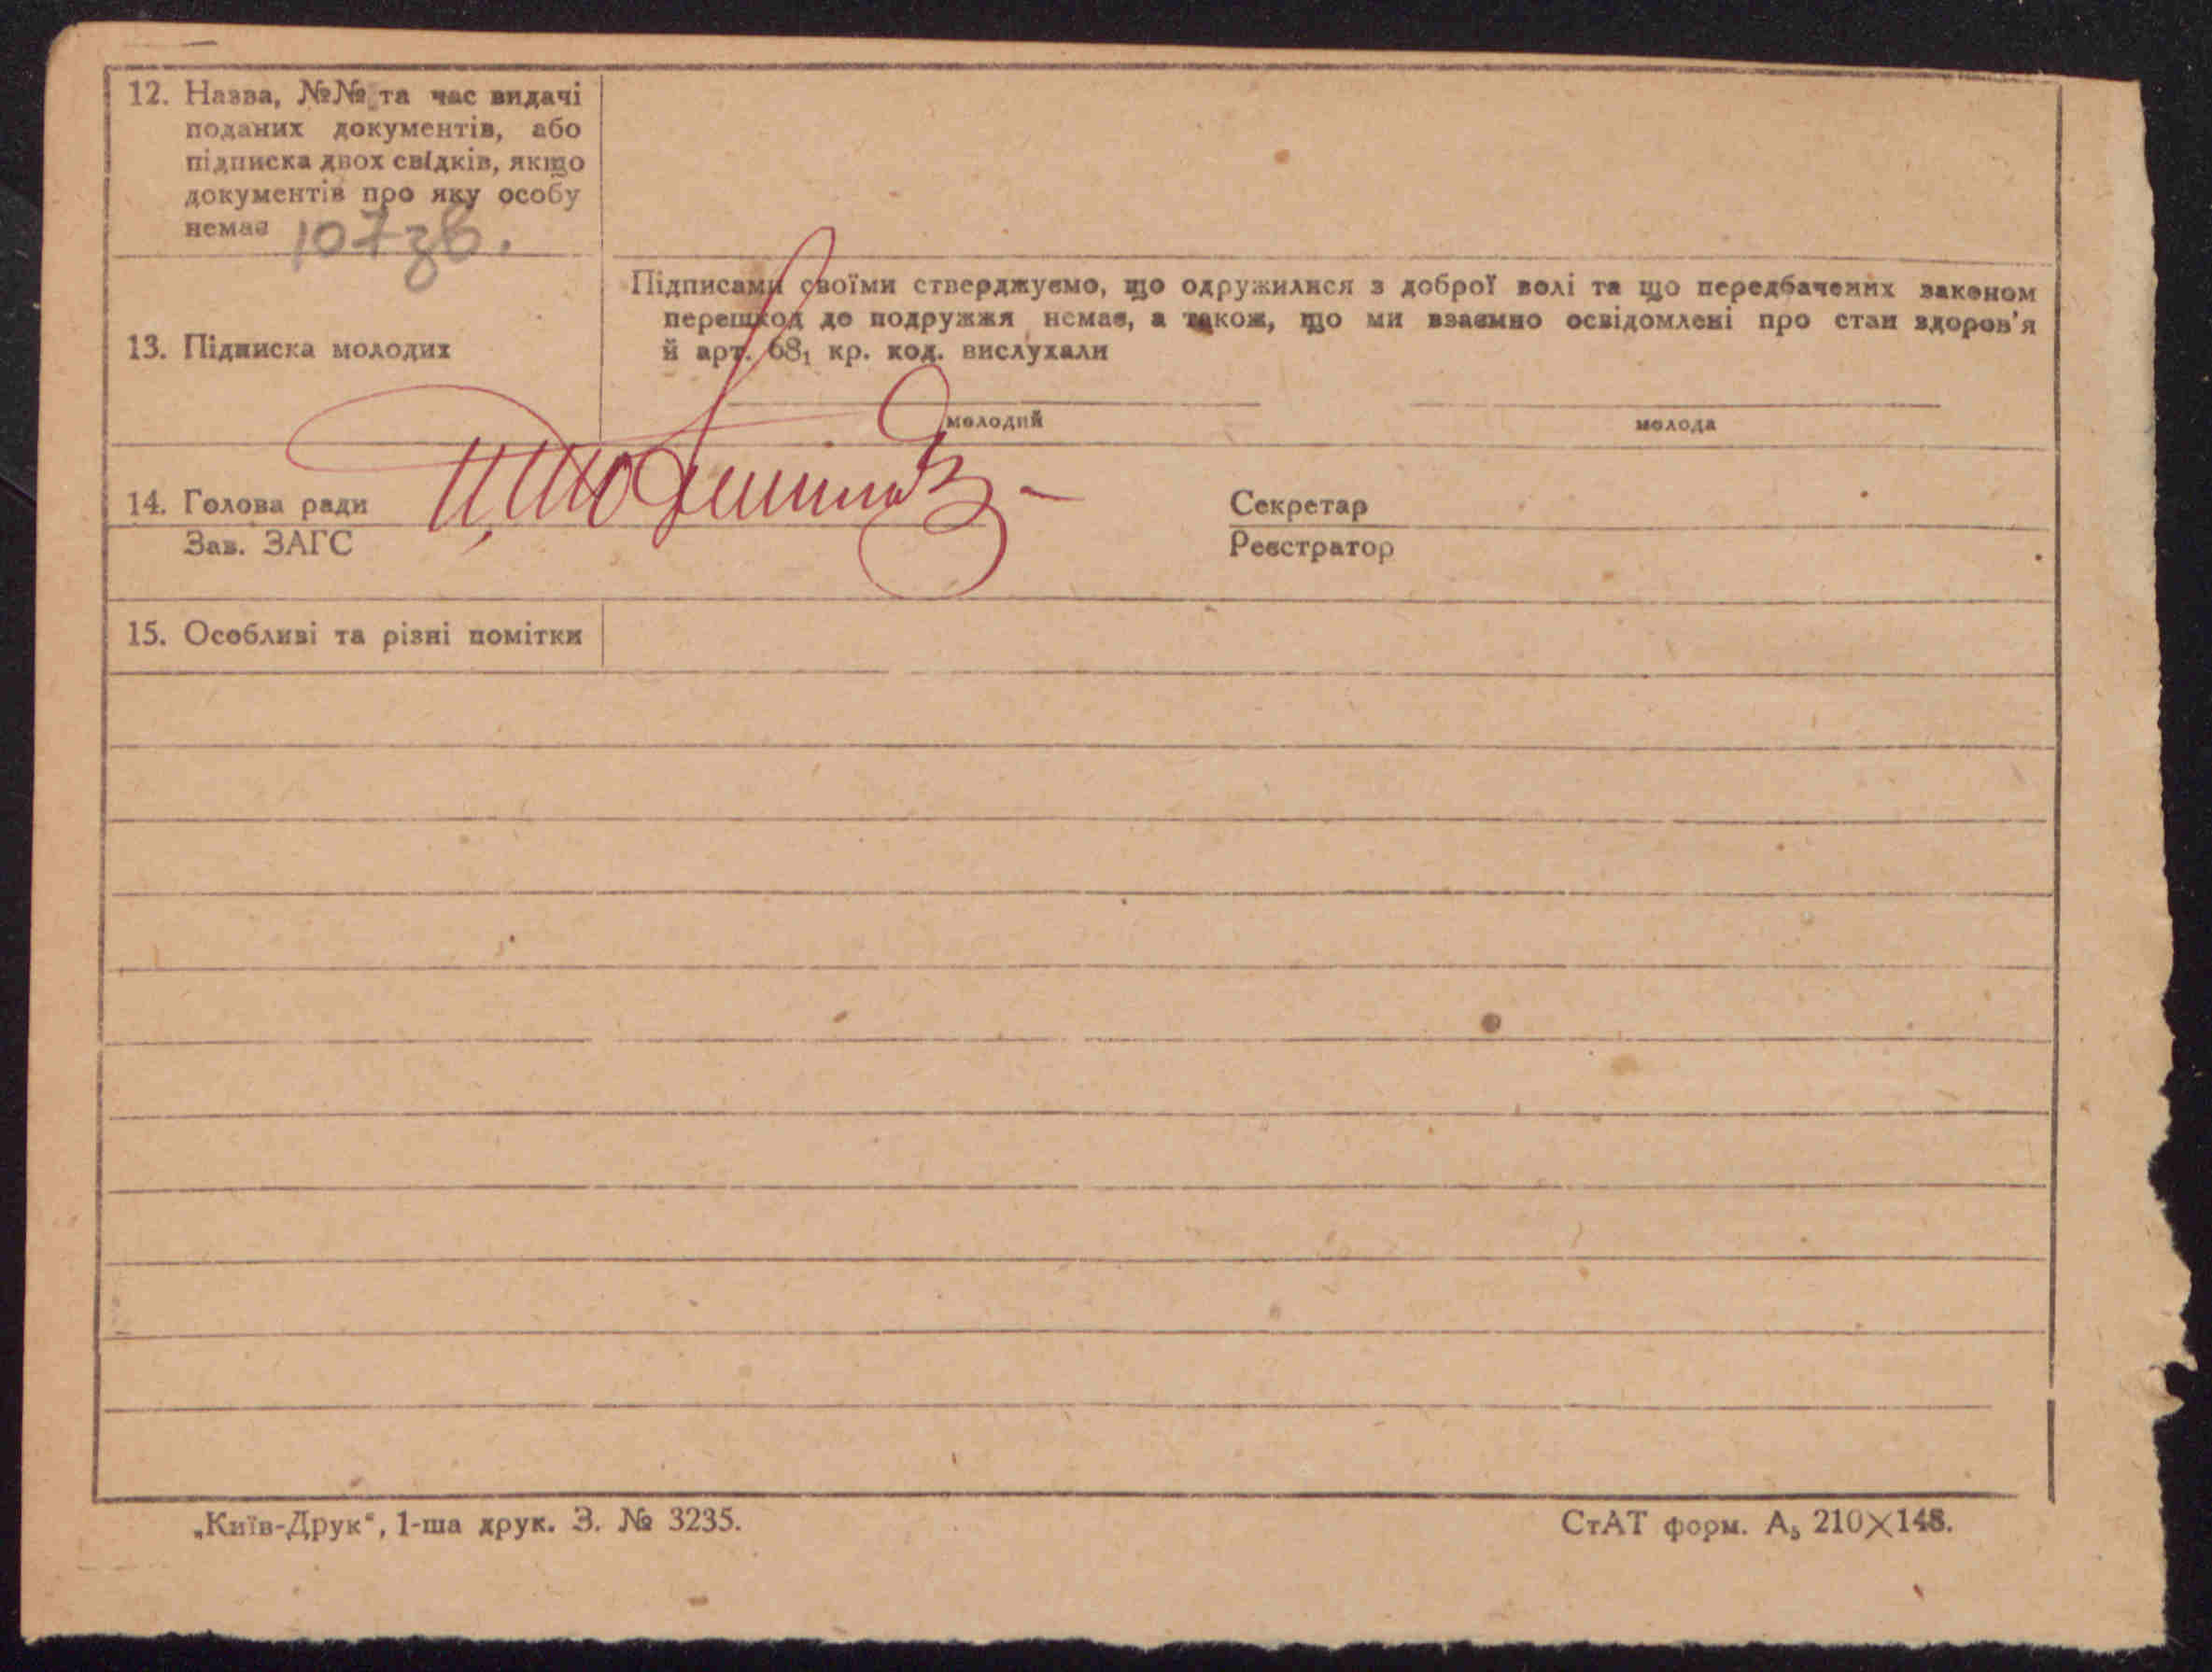 12. Назва, №№ та час видачі
поданих документів, або
підписка двох свідків, якщо
документів про яку особу
немає 107 зв.
13. Підписка молодих
Підписами своїми стверджуємо, що одружилися з доброї волі та що передбачених законом
перешкод до подружжя немає, а також, що ми взаємно освідомлені про стан здоров'я
й арт. 68₁ кр. код. вислухали
молодий
молода
14. Голова ради
Зав. ЗАГС
Секретар
Реєстратор
15. Особливі та різні помітки
„Київ-Друк“, 1-ша друк. З. № 3235.
СтАТ форм. А₅ 210×148.